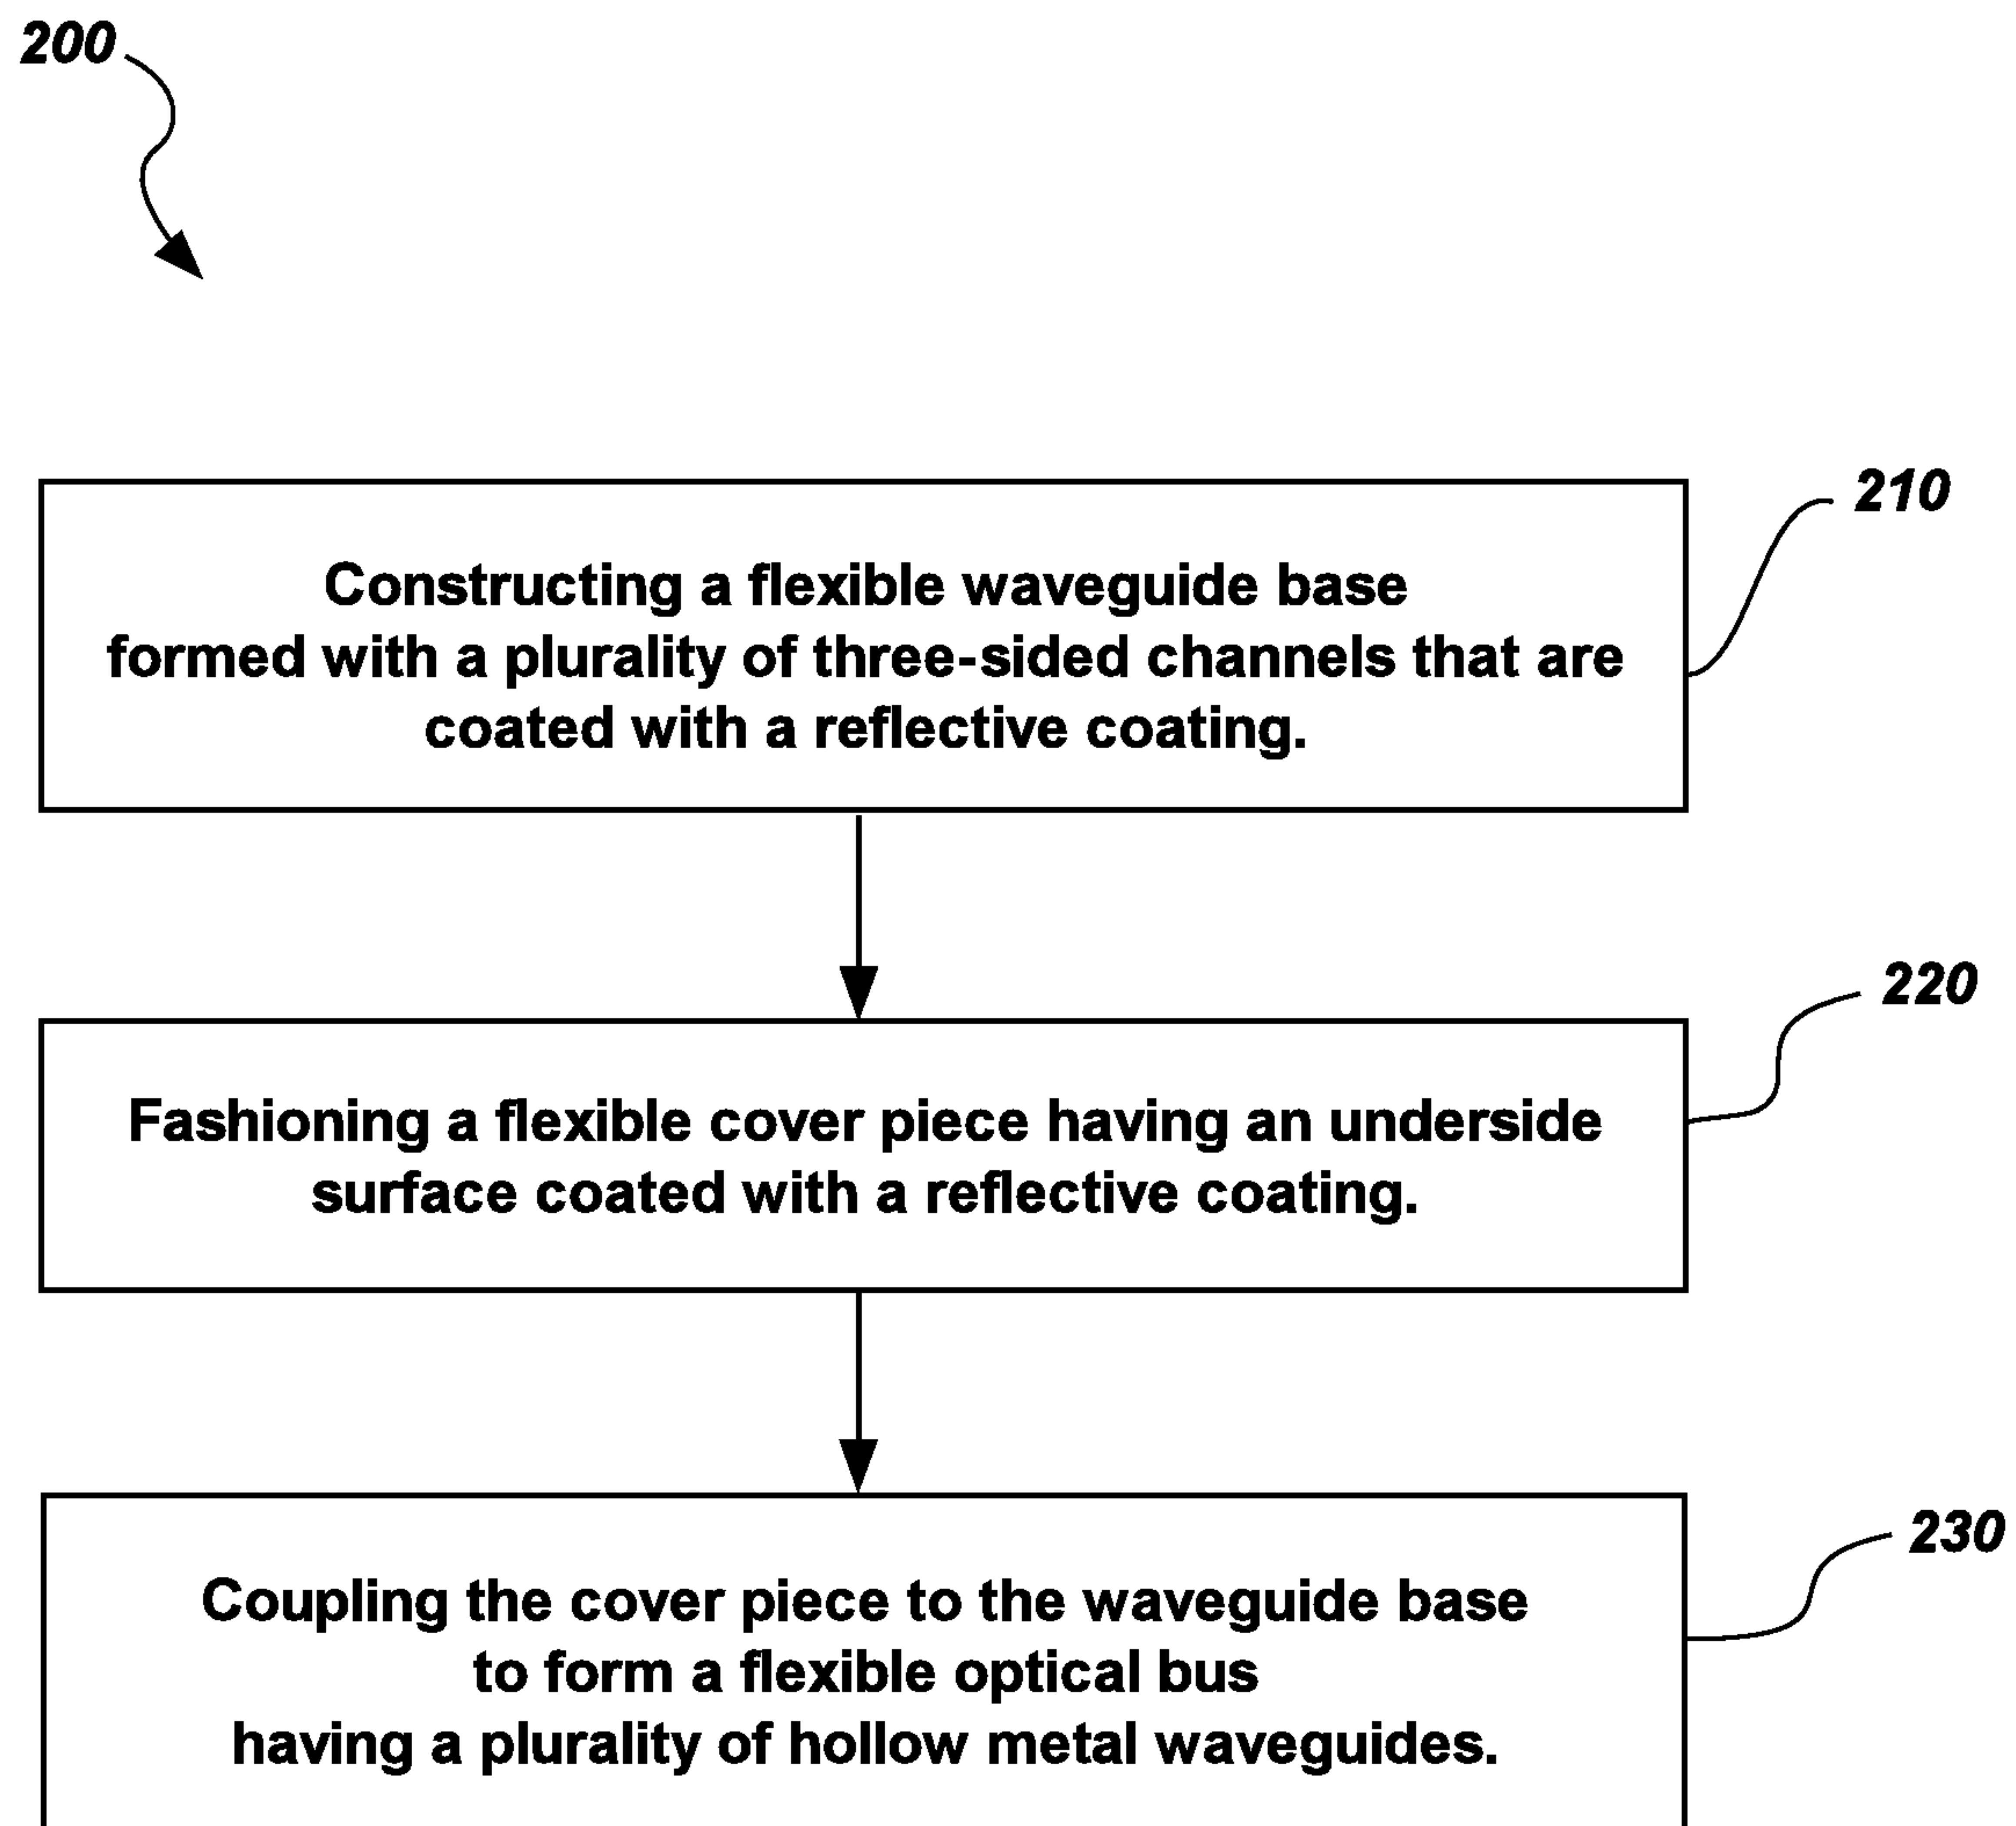 200
210
Constructing a flexible waveguide base
formed with a plurality of three-sided channels that are
coated with a reflective coating.
220
Fashioning a flexible cover piece having an underside
surface coated with a reflective coating.
230
Coupling the cover piece to the waveguide base
to form a flexible optical bus
having a plurality of hollow metal waveguides.